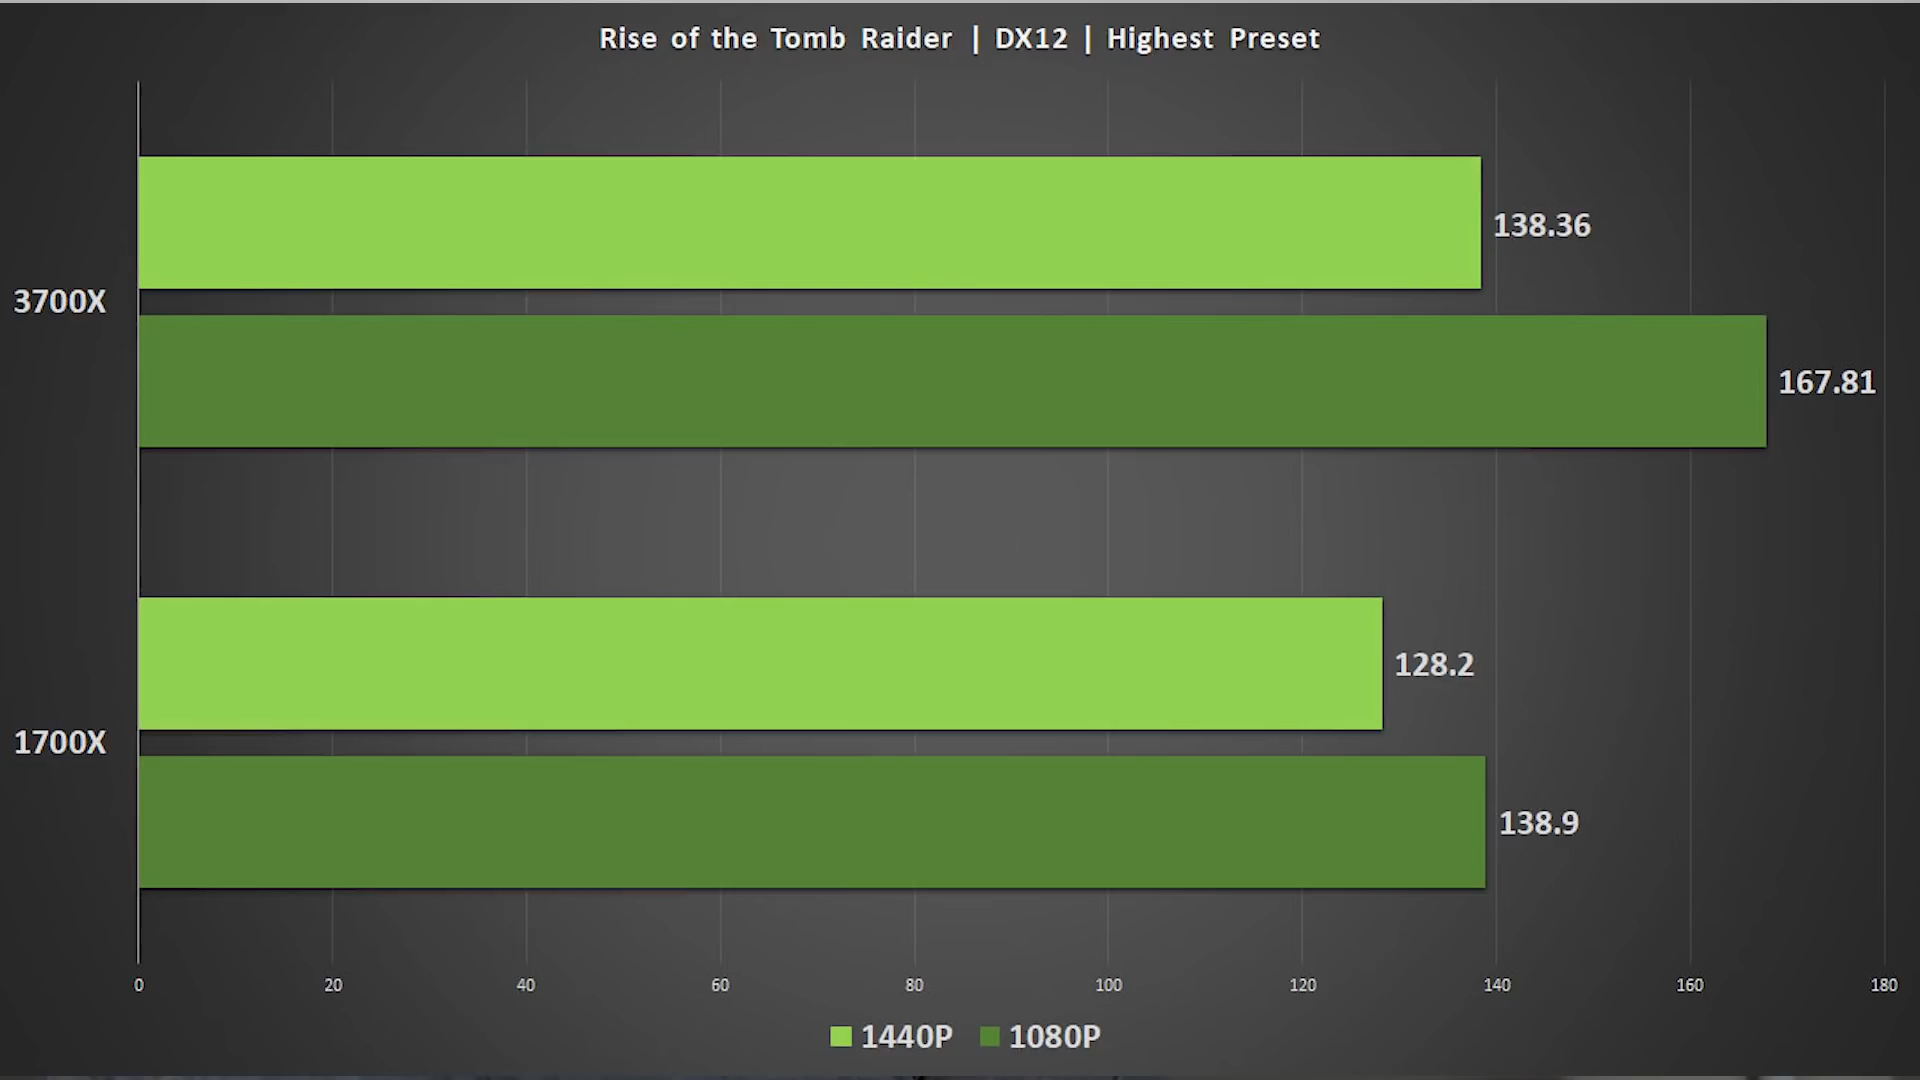 Rise of the Tomb Raider | DX12 | Highest Preset
138.36
3700X
167.81
128.2
1700X
138.9
0 20 40 60 80 100 120 140 160 180
1440P 1080P